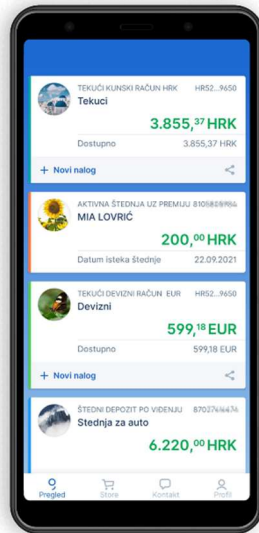 TEKUĆI KUNSKI RAČUN HRK HR52...9650
Tekuci
3.855,37 HRK
Dostupno 3.855,37 HRK
+ Novi nalog
AKTIVNA ŠTEDNJA UZ PREMIJU
MIA LOVRIĆ
200,00 HRK
Datum isteka štednje 22.09.2021
TEKUĆI DEVIZNI RAČUN EUR HR52...9650
Devizni
599,18 EUR
Dostupno 599,18 EUR
+ Novi nalog
ŠTEDNI DEPOZIT PO VIĐENJU
Stednja za auto
6.220,00 HRK
Pregled Store Kontakt Profil